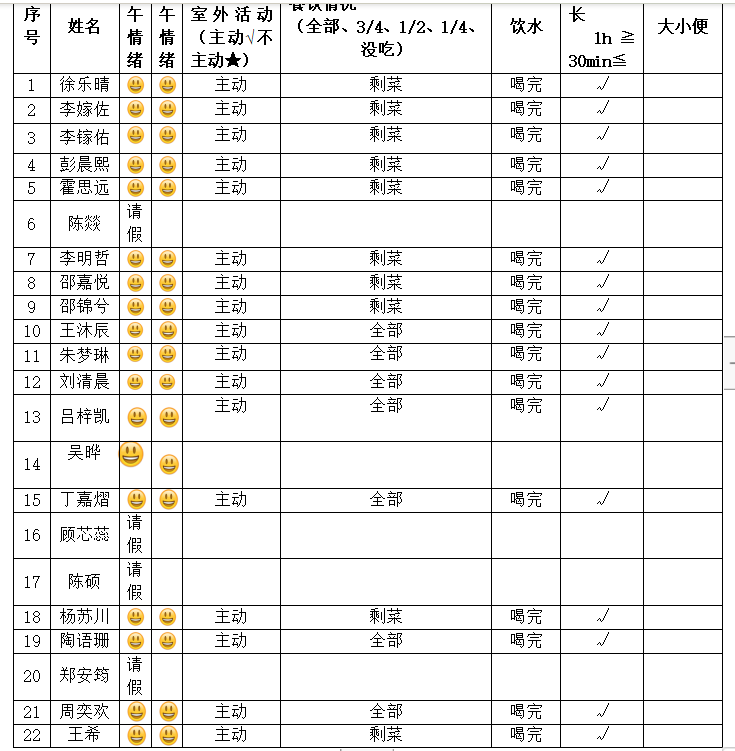 序号 姓名 午情绪 午情绪 室外活动（主动√不主动★） （全部、3/4、1/2、1/4、没吃） 饮水 长 1h ≧ 30min≦ 大小便
1 徐乐晴 😃 😃 主动 剩菜 喝完 √
2 李嫁佐 😃 😃 主动 剩菜 喝完 √
3 李镓佑 😃 😃 主动 剩菜 喝完 √
4 彭晨熙 😃 😃 主动 剩菜 喝完 √
5 霍思远 😃 😃 主动 剩菜 喝完 √
6 陈燚 请假
7 李明哲 😃 😃 主动 剩菜 喝完 √
8 邵嘉悦 😃 😃 主动 剩菜 喝完 √
9 邵锦兮 😃 😃 主动 剩菜 喝完 √
10 王沐辰 😃 😃 主动 全部 喝完 √
11 朱梦琳 😃 😃 主动 全部 喝完 √
12 刘清晨 😃 😃 主动 全部 喝完 √
13 吕梓凯 😃 😃 主动 全部 喝完 √
14 吴晔 😃 😃
15 丁嘉熠 😃 😃 主动 全部 喝完 √
16 顾芯蕊 请假
17 陈硕 请假
18 杨苏川 😃 😃 主动 剩菜 喝完 √
19 陶语珊 😃 😃 主动 全部 喝完 √
20 郑安筠 请假
21 周奕欢 😃 😃 主动 全部 喝完 √
22 王希 😃 😃 主动 剩菜 喝完 √